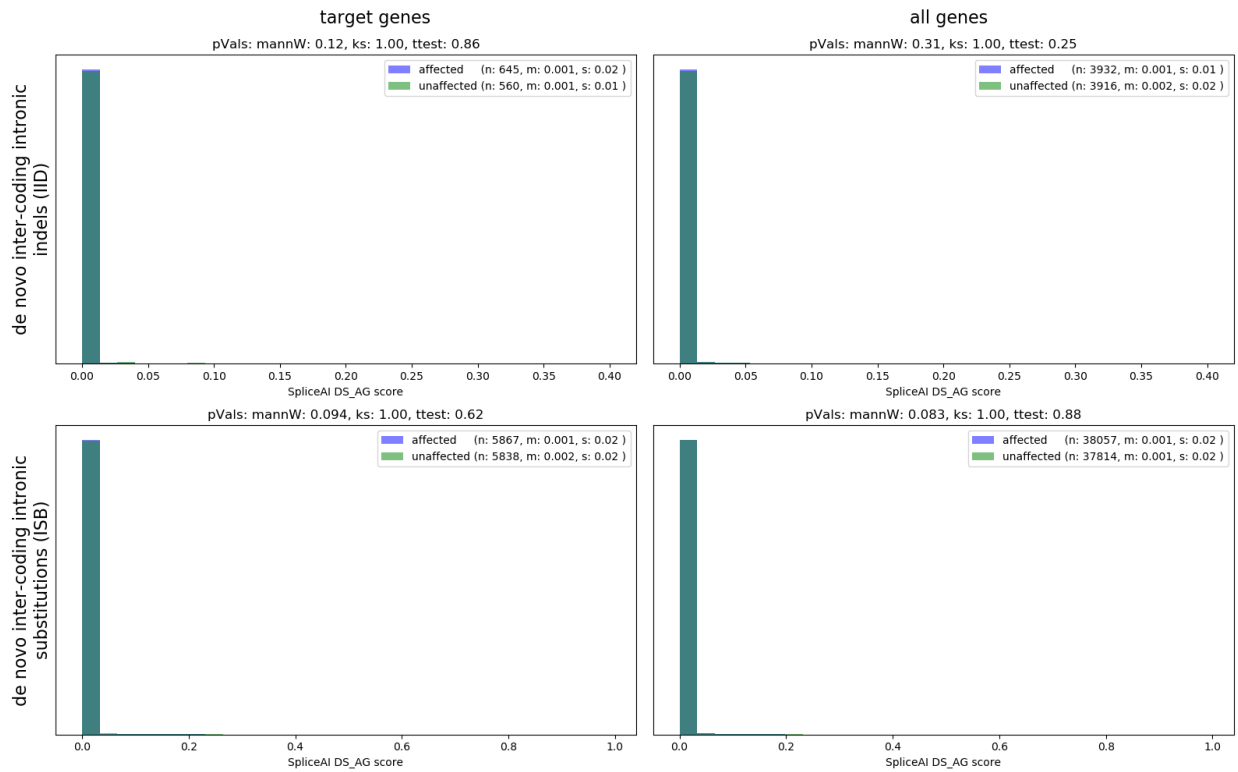 target genes
all genes
pVals: mannW: 0.12, ks: 1.00, ttest: 0.86
pVals: mannW: 0.31, ks: 1.00, ttest: 0.25
de novo inter-coding intronic
indels (IID)
affected (n: 645, m: 0.001, s: 0.02 )
unaffected (n: 560, m: 0.001, s: 0.01 )
affected (n: 3932, m: 0.001, s: 0.01 )
unaffected (n: 3916, m: 0.002, s: 0.02 )
0.00 0.05 0.10 0.15 0.20 0.25 0.30 0.35 0.40
SpliceAI DS_AG score
0.00 0.05 0.10 0.15 0.20 0.25 0.30 0.35 0.40
SpliceAI DS_AG score
pVals: mannW: 0.094, ks: 1.00, ttest: 0.62
pVals: mannW: 0.083, ks: 1.00, ttest: 0.88
de novo inter-coding intronic
substitutions (ISB)
affected (n: 5867, m: 0.001, s: 0.02 )
unaffected (n: 5838, m: 0.002, s: 0.02 )
affected (n: 38057, m: 0.001, s: 0.02 )
unaffected (n: 37814, m: 0.001, s: 0.02 )
0.0 0.2 0.4 0.6 0.8 1.0
SpliceAI DS_AG score
0.0 0.2 0.4 0.6 0.8 1.0
SpliceAI DS_AG score